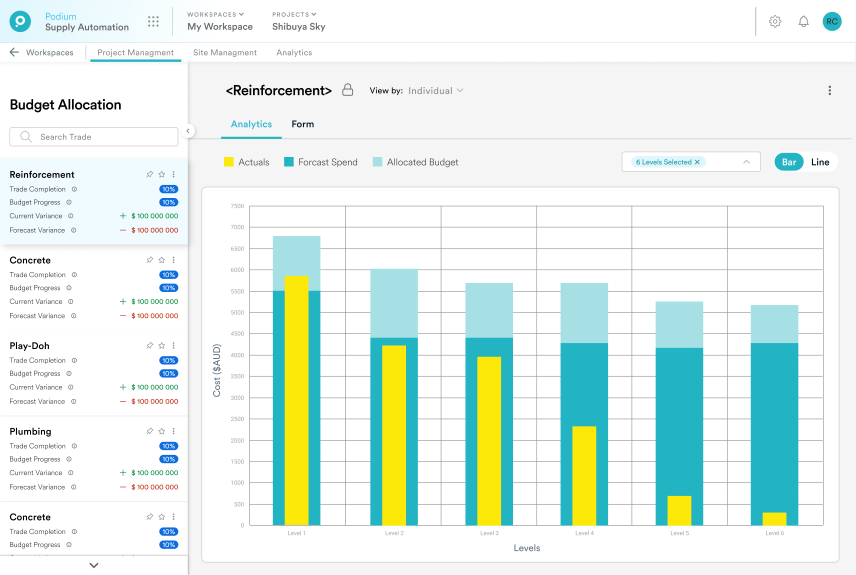 Podium
Supply Automation
WORKSPACES
My Workspace
PROJECTS
Shibuya Sky
RC
Workspaces
Project Managment
Site Managment
Analytics
Budget Allocation
Search Trade
Reinforcement
Trade Completion 10%
Budget Progress 10%
Current Variance + $ 100 000 000
Forecast Variance — $ 100 000 000
Concrete
Trade Completion 10%
Budget Progress 10%
Current Variance + $ 100 000 000
Forecast Variance — $ 100 000 000
Play-Doh
Trade Completion 10%
Budget Progress 10%
Current Variance + $ 100 000 000
Forecast Variance — $ 100 000 000
Plumbing
Trade Completion 10%
Budget Progress 10%
Current Variance + $ 100 000 000
Forecast Variance — $ 100 000 000
Concrete
Trade Completion 10%
Budget Progress 10%
<Reinforcement>
View by: Individual
Analytics
Form
Actuals
Forcast Spend
Allocated Budget
6 Levels Selected ×
Bar
Line
Cost ($AUD)
7500
7000
6500
6000
5500
5000
4500
4000
3500
3000
2500
2000
1500
1000
500
0
Level 1
Level 2
Level 3
Level 4
Level 5
Level 6
Levels